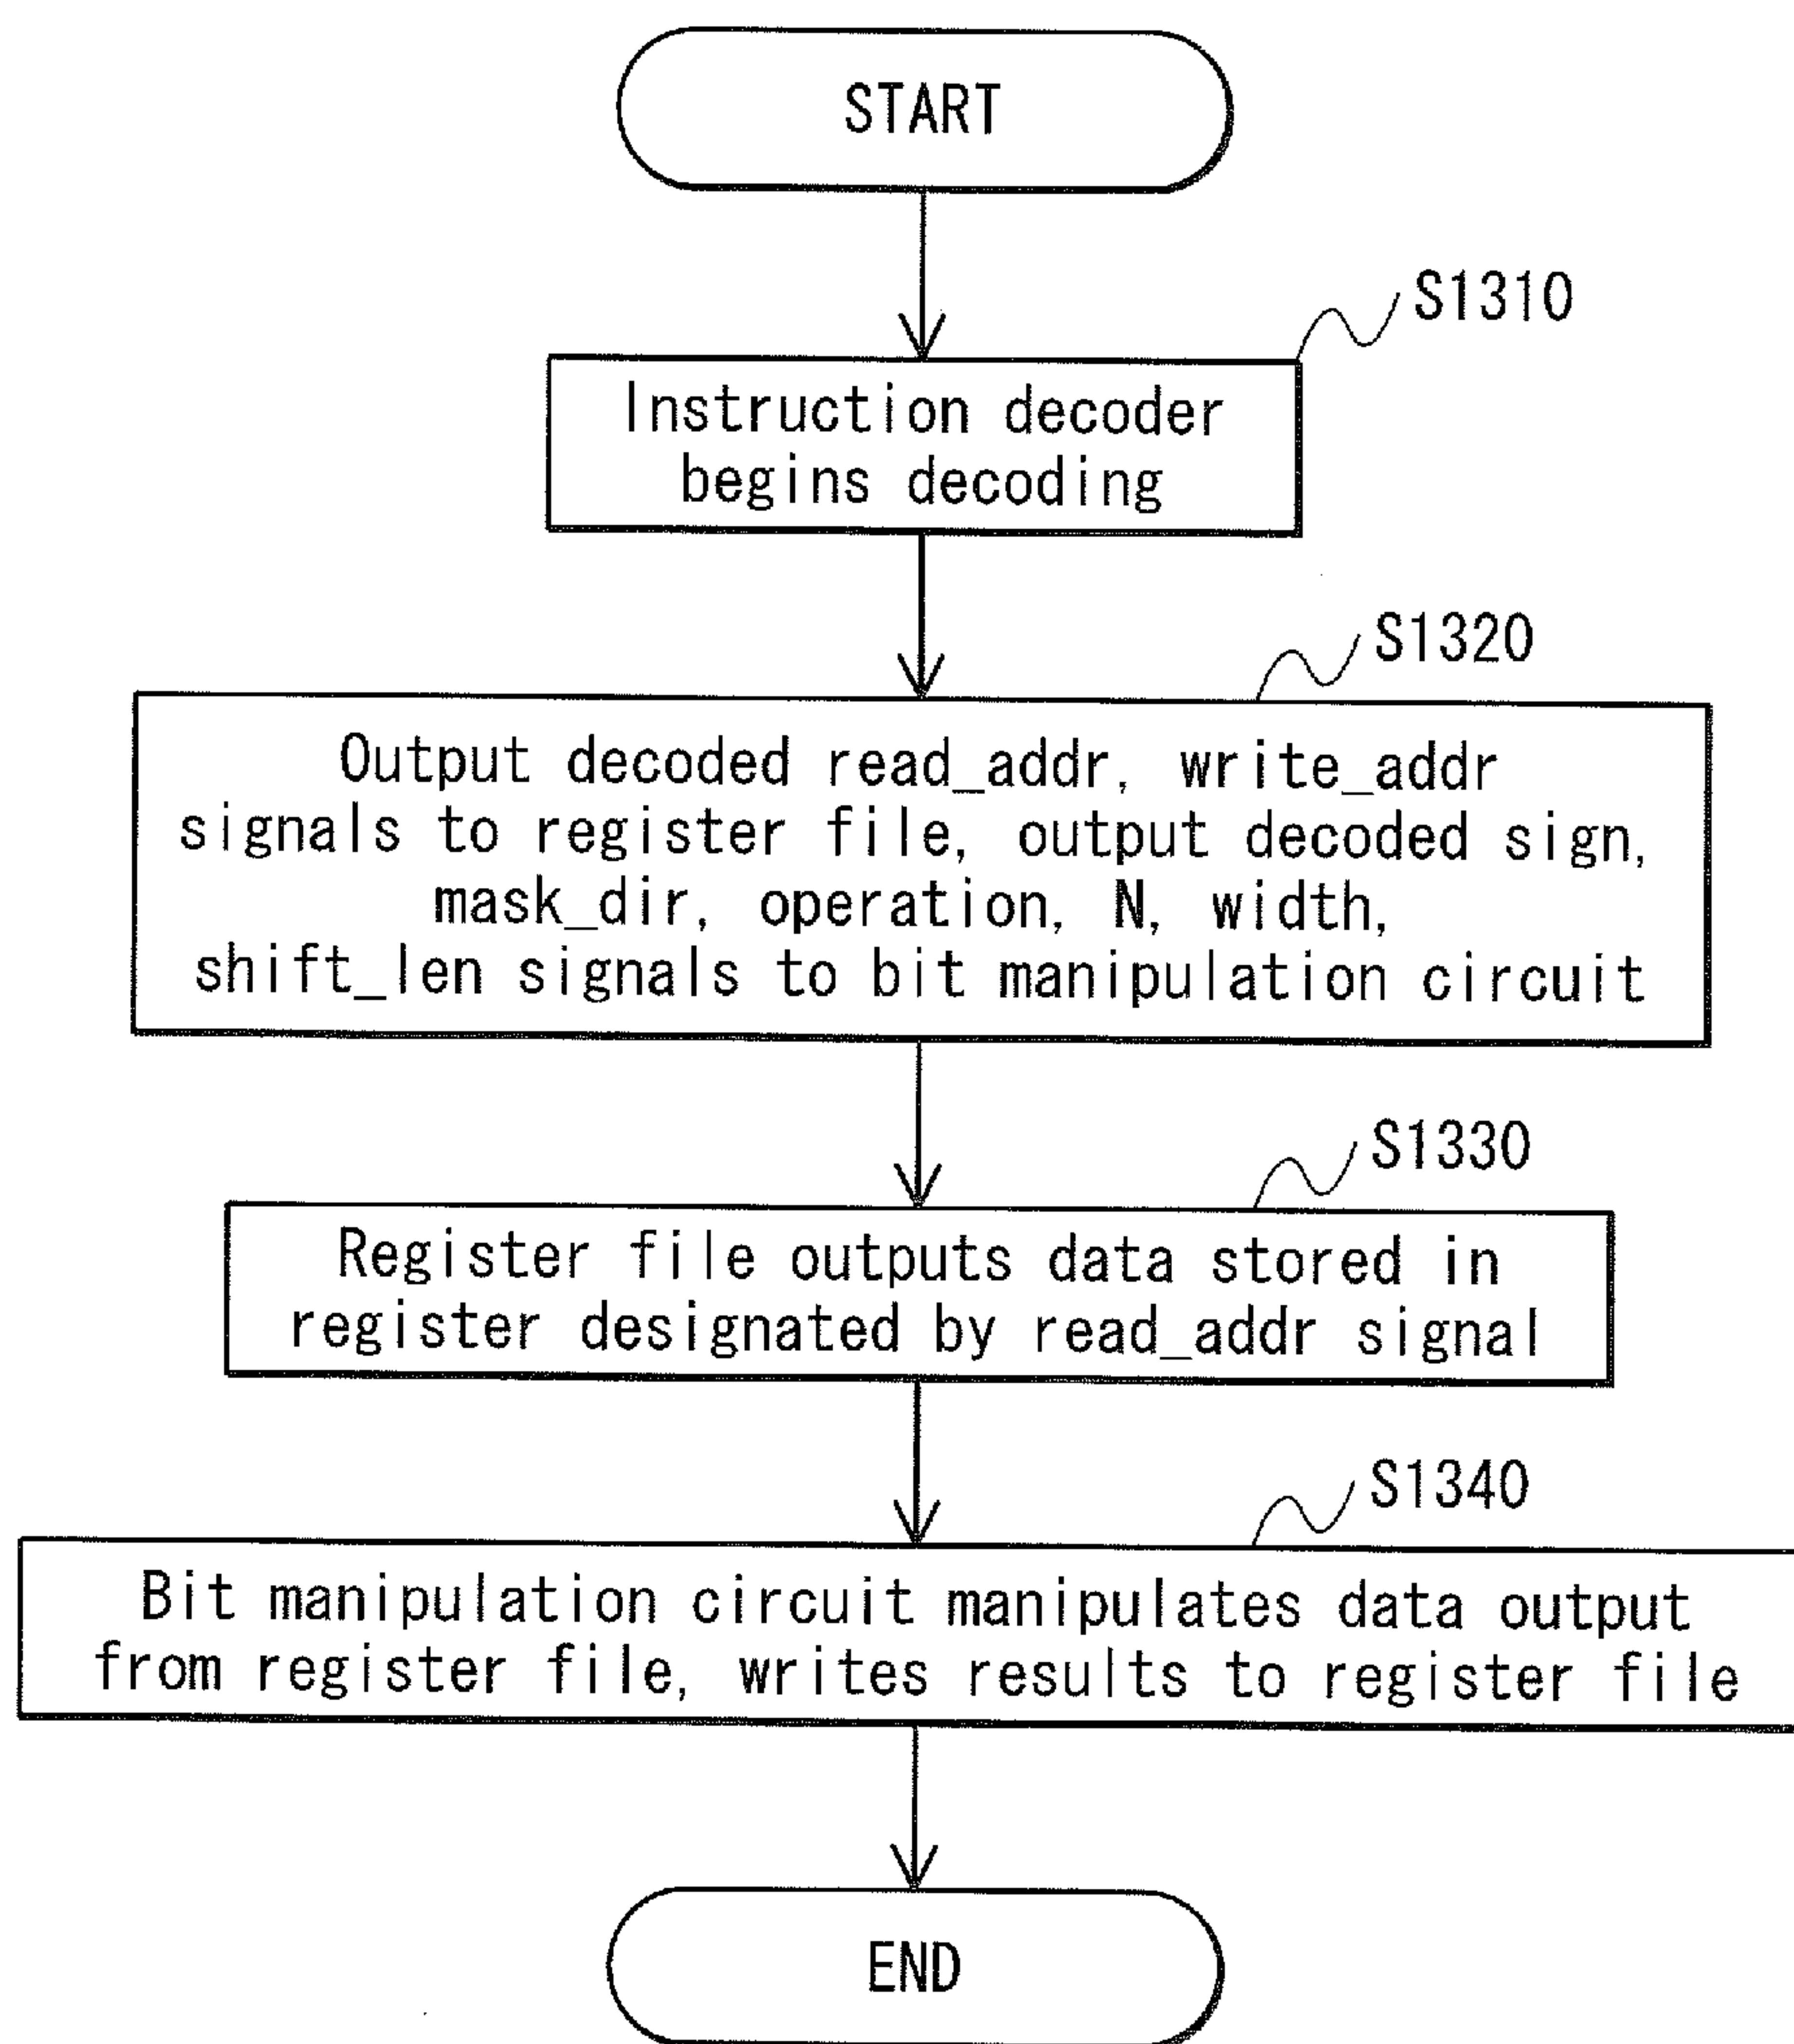 START
S1310
Instruction decoder
begins decoding
S1320
Output decoded read_addr, write_addr
signals to register file, output decoded sign,
mask_dir, operation, N, width,
shift_len signals to bit manipulation circuit
S1330
Register file outputs data stored in
register designated by read_addr signal
S1340
Bit manipulation circuit manipulates data output
from register file, writes results to register file
END